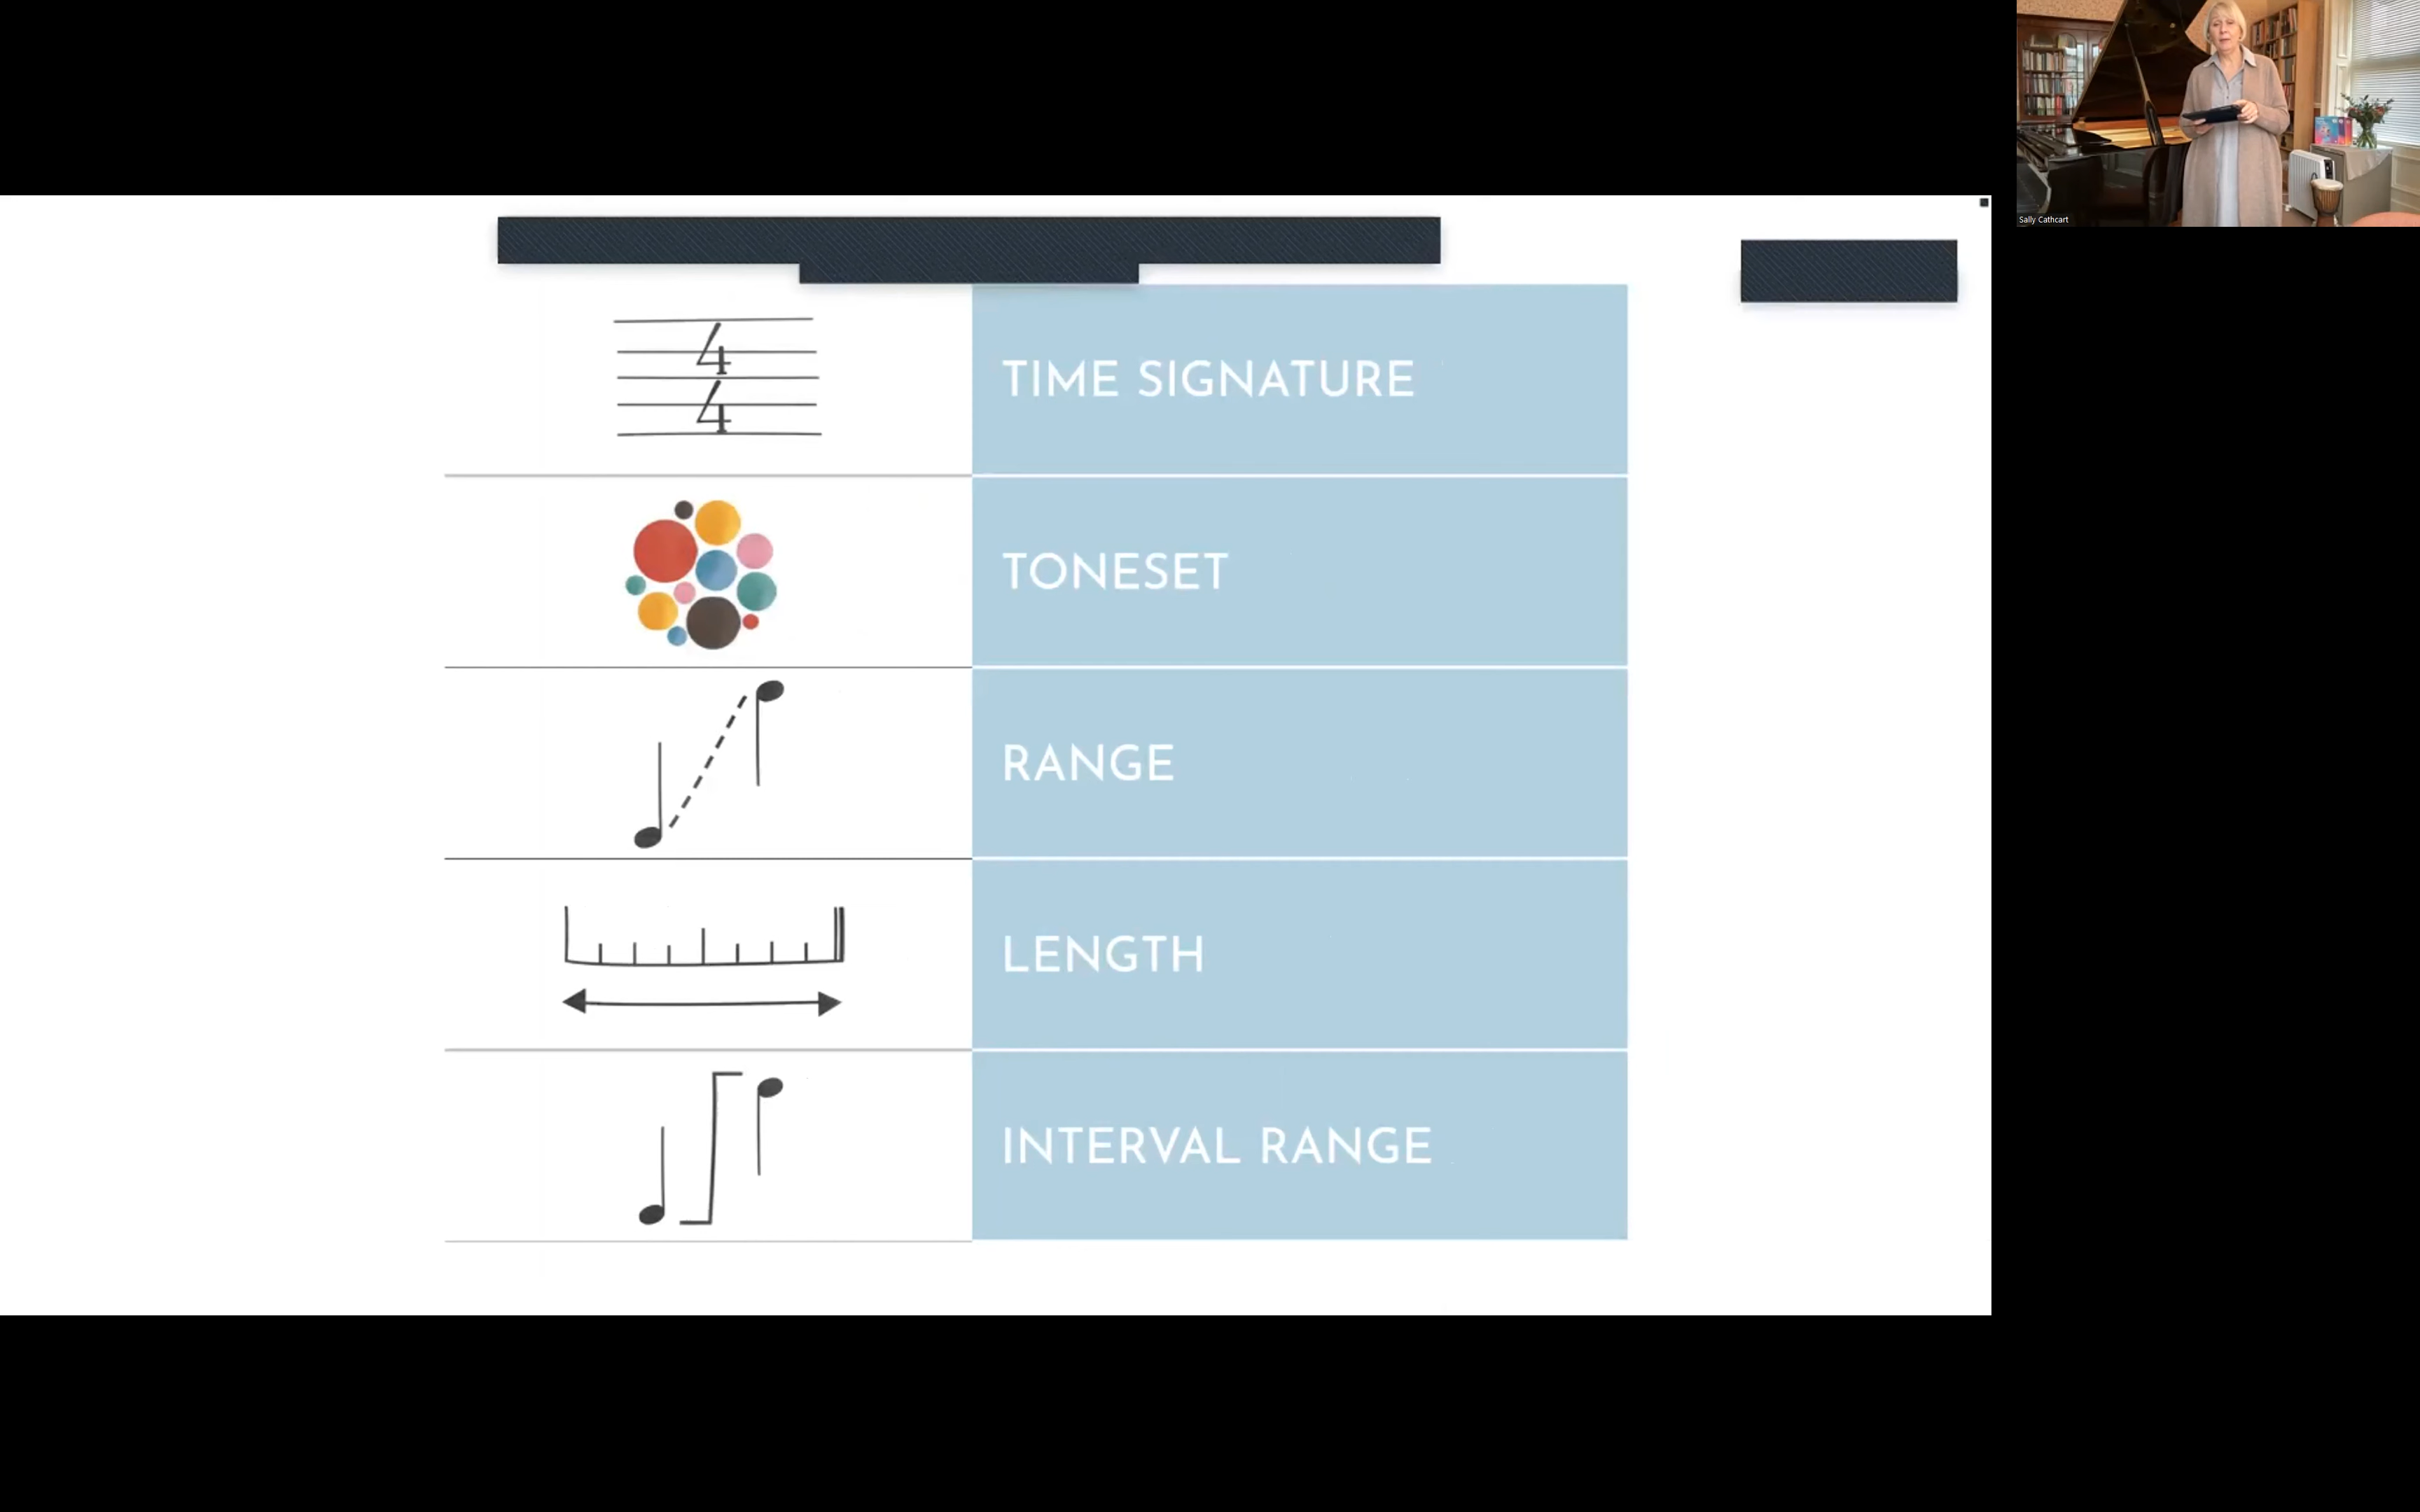 Sally Cathcart
4
4
TIME SIGNATURE
TONESET
RANGE
LENGTH
INTERVAL RANGE